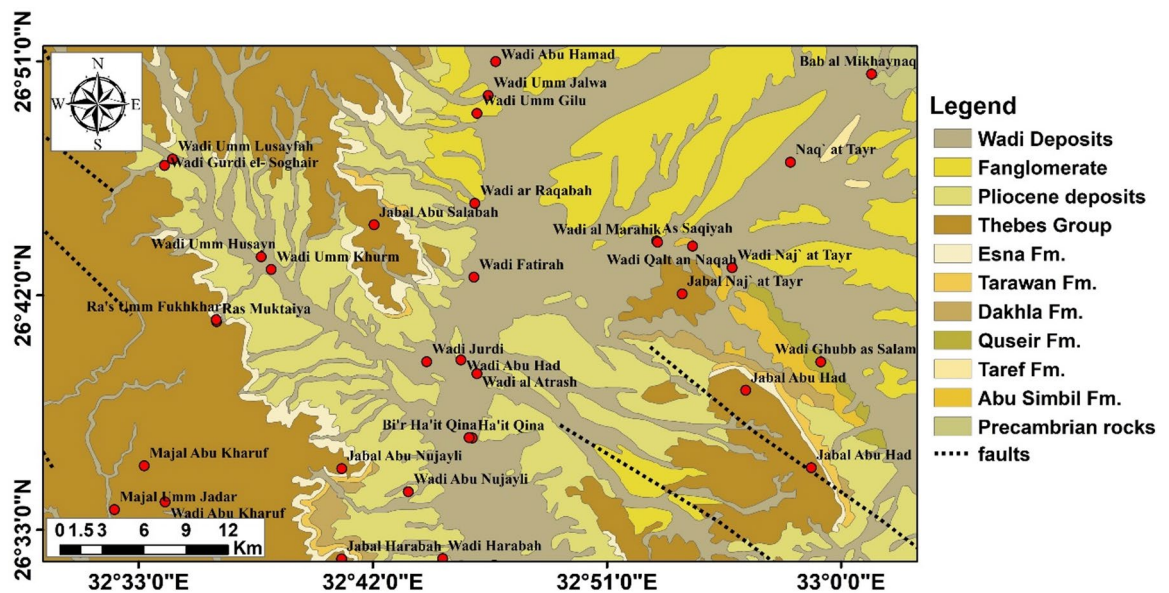 26°51'0"N
26°42'0"N
26°33'0"N
N
W
E
S
Wadi Abu Hamad
Bab al Mikhaynaq
Wadi Umm Jalwa
Wadi Umm Gilu
Wadi Umm Lusayfah
Wadi Gurdi el- Soghair
Naq` at Tayr
Wadi ar Raqabah
Jabal Abu Salabah
Wadi al Marahik
As Saqiyah
Wadi Umm Husayn
Wadi Umm Khurm
Wadi Qalt an Naqah
Wadi Naj` at Tayr
Wadi Fatirah
Jabal Naj` at Tayr
Ra's Umm Fukhkhar
Ras Muktaiya
Wadi Jurdi
Wadi Abu Had
Wadi al Atrash
Wadi Ghubb as Salam
Jabal Abu Had
Bi'r Ha'it Qina
Ha'it Qina
Majal Abu Kharuf
Jabal Abu Nujayli
Jabal Abu Had
Wadi Abu Nujayli
Majal Umm Jadar
Wadi Abu Kharuf
Jabal Harabah
Wadi Harabah
0 1.5 3 6 9 12
Km
32°33'0"E
32°42'0"E
32°51'0"E
33°0'0"E
Legend
Wadi Deposits
Fanglomerate
Pliocene deposits
Thebes Group
Esna Fm.
Tarawan Fm.
Dakhla Fm.
Quseir Fm.
Taref Fm.
Abu Simbil Fm.
Precambrian rocks
faults